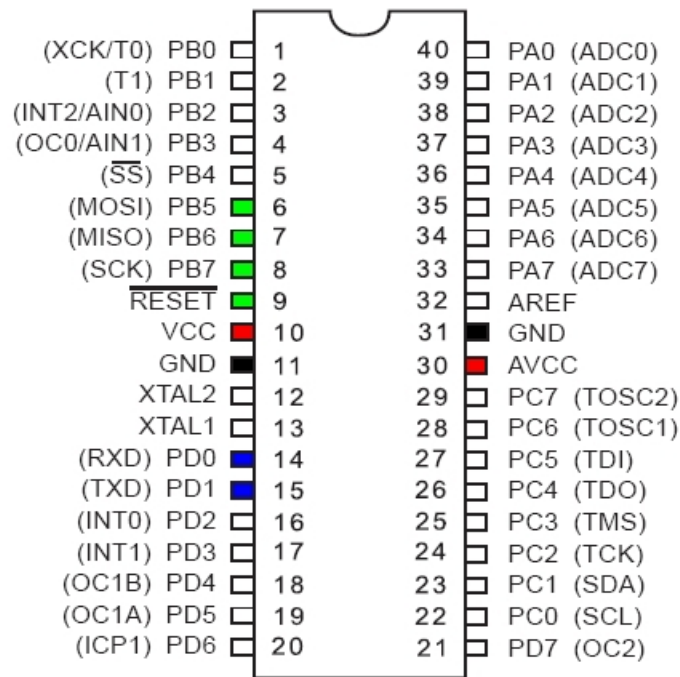 (XCK/T0) PB0 1 40 PA0 (ADC0)
(T1) PB1 2 39 PA1 (ADC1)
(INT2/AIN0) PB2 3 38 PA2 (ADC2)
(OC0/AIN1) PB3 4 37 PA3 (ADC3)
(SS) PB4 5 36 PA4 (ADC4)
(MOSI) PB5 6 35 PA5 (ADC5)
(MISO) PB6 7 34 PA6 (ADC6)
(SCK) PB7 8 33 PA7 (ADC7)
RESET 9 32 AREF
VCC 10 31 GND
GND 11 30 AVCC
XTAL2 12 29 PC7 (TOSC2)
XTAL1 13 28 PC6 (TOSC1)
(RXD) PD0 14 27 PC5 (TDI)
(TXD) PD1 15 26 PC4 (TDO)
(INT0) PD2 16 25 PC3 (TMS)
(INT1) PD3 17 24 PC2 (TCK)
(OC1B) PD4 18 23 PC1 (SDA)
(OC1A) PD5 19 22 PC0 (SCL)
(ICP1) PD6 20 21 PD7 (OC2)